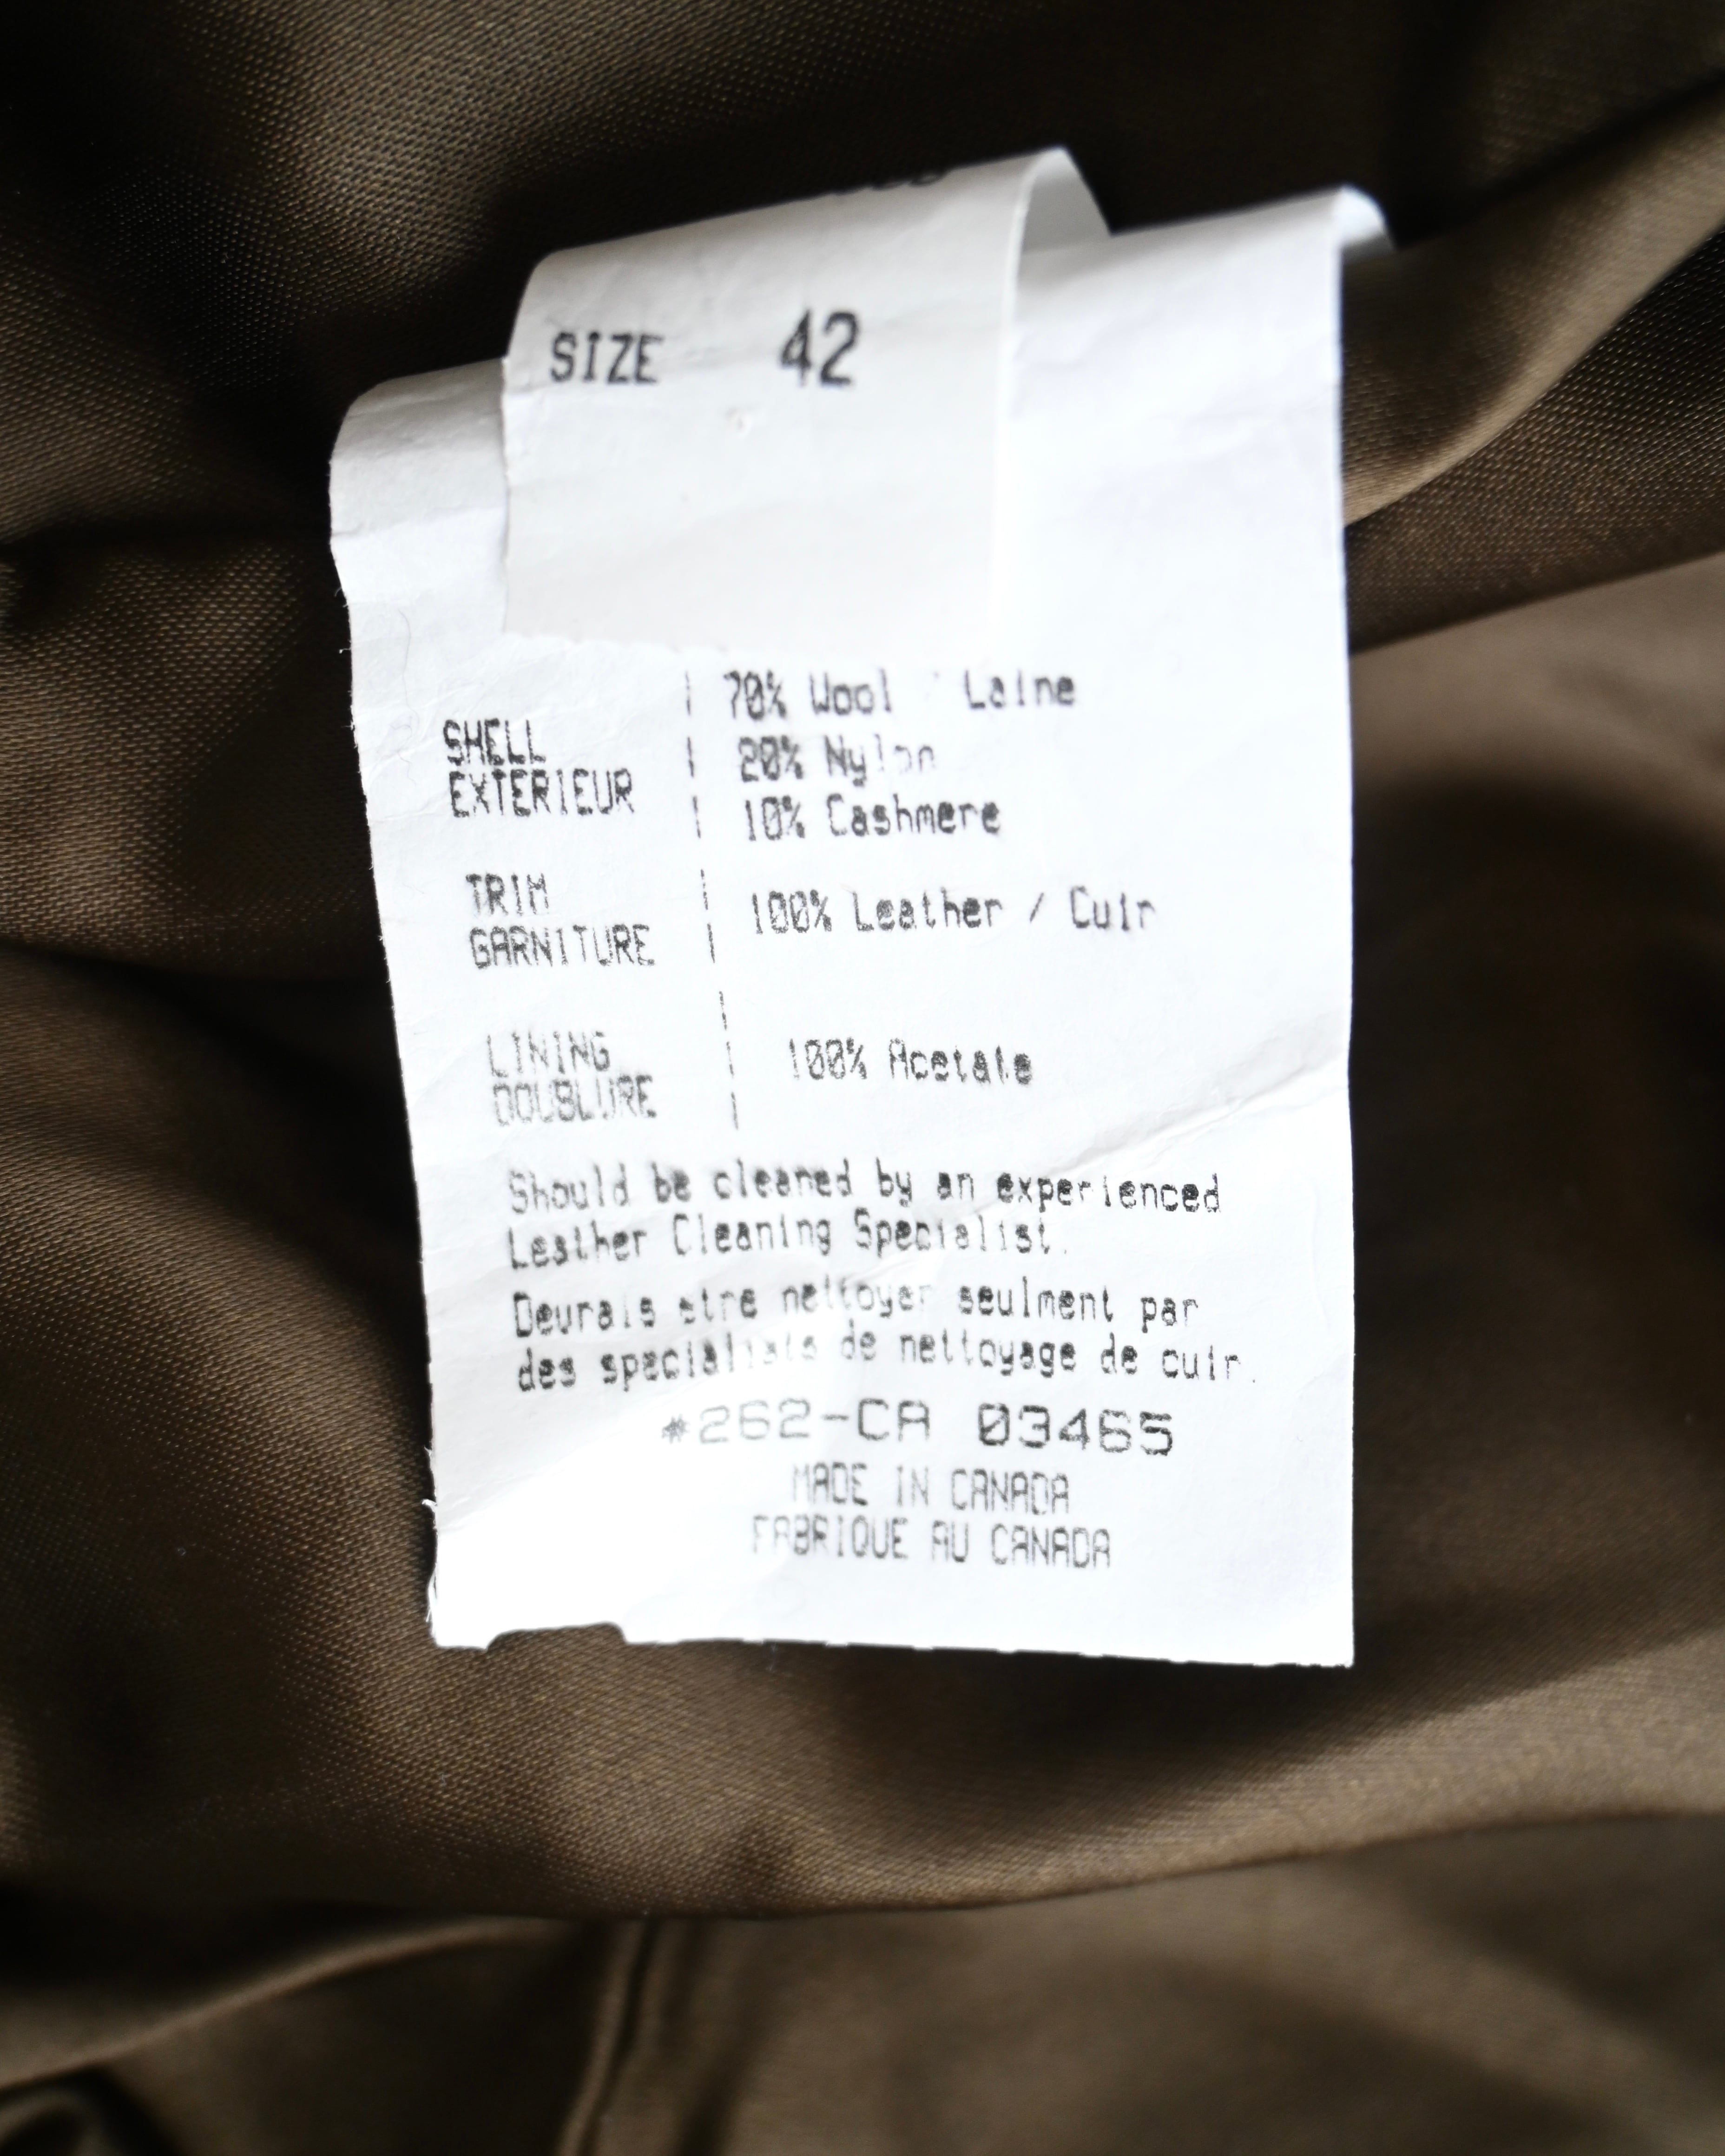 SIZE 42
70% Wool Laine
SHELL
20% Nylon
EXTERIEUR
10% Cashmere
TRIM
100% Leather / Cuir
GARNITURE
LINING
100% Acetate
DOUBLURE
Should be cleaned by an experienced
Leather Cleaning Specialist.
Devrais etre nettoyer seulment par
des specialists de nettoyage de cuir.
*262-CA 03465
MADE IN CANADA
FABRIQUE AU CANADA